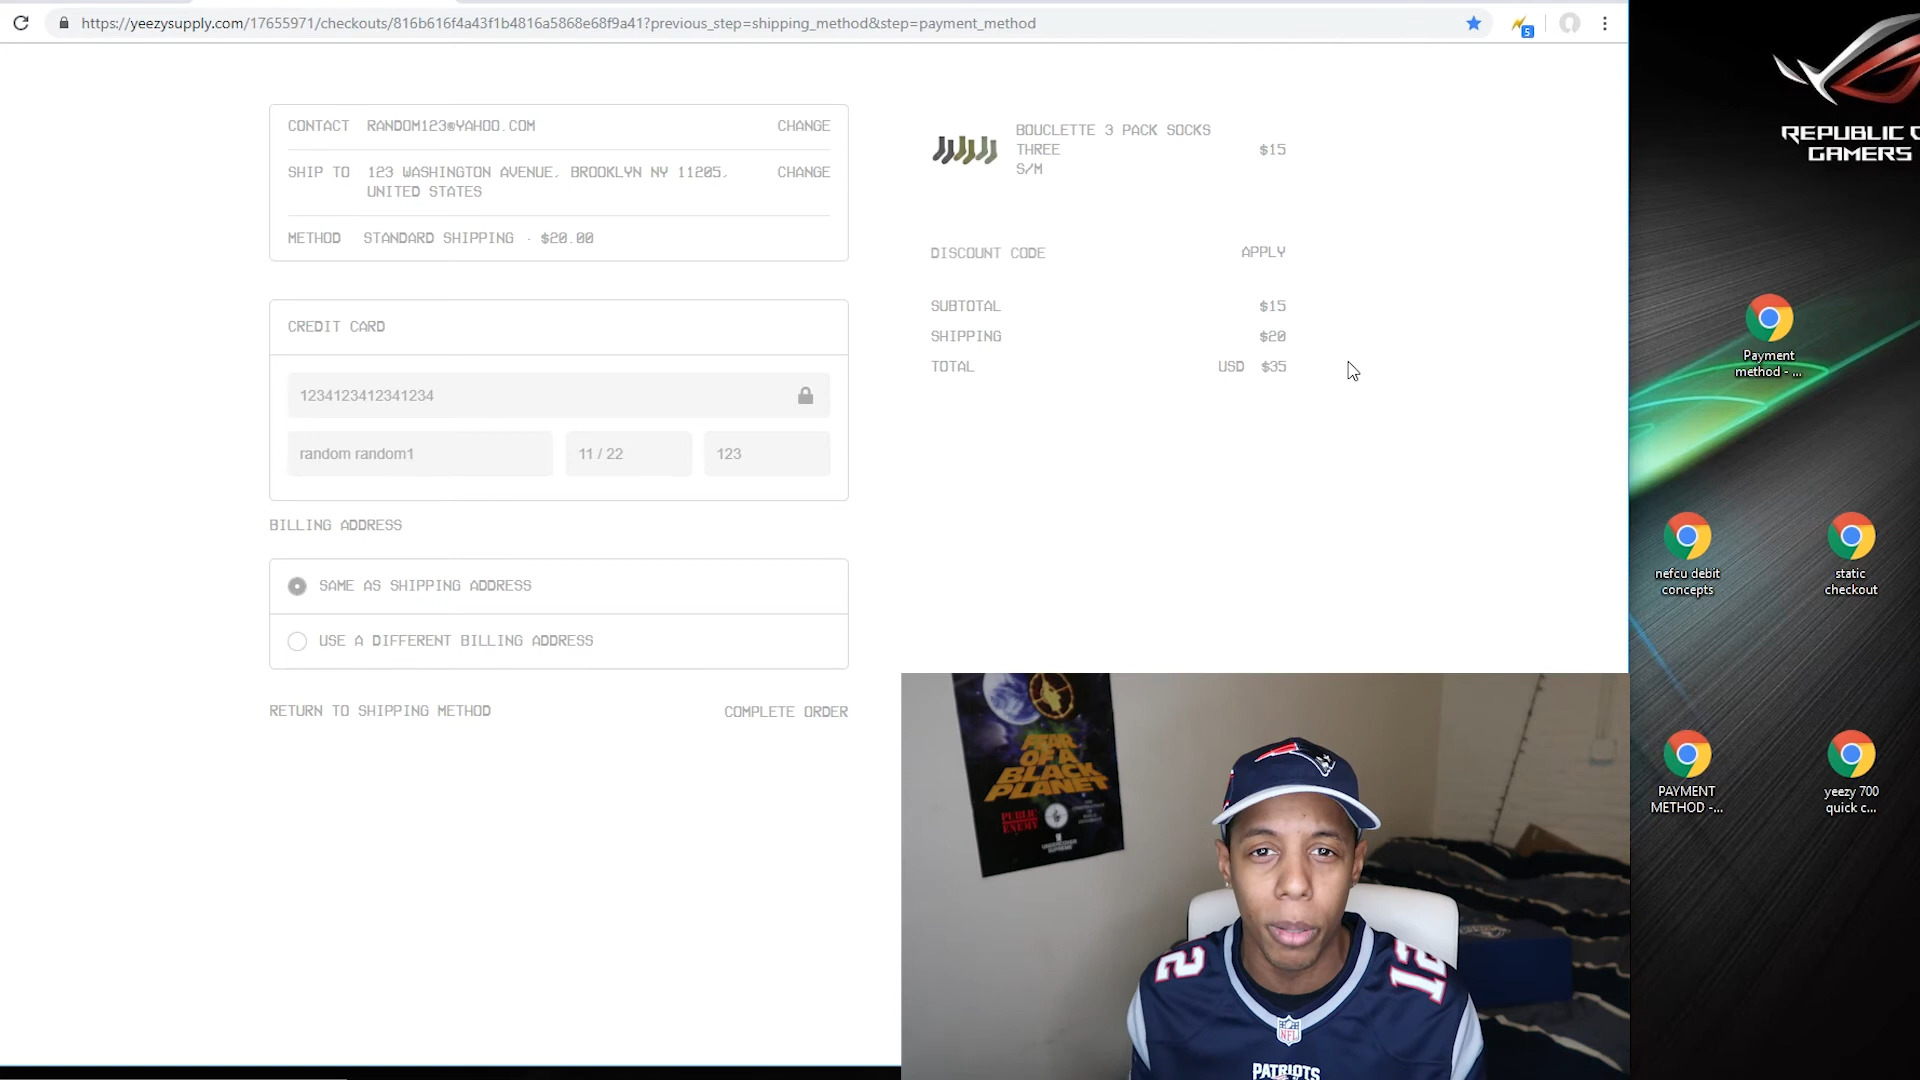 https://yeezysupply.com/17655971/checkouts/816b616f4a43f1b4816a5868e68f9a41?previous_step=shipping_method&step=payment_method
5
CONTACT RANDOM123@YAHOO.COM CHANGE
SHIP TO 123 WASHINGTON AVENUE, BROOKLYN NY 11205, CHANGE
UNITED STATES
METHOD STANDARD SHIPPING · $20.00
CREDIT CARD
1234123412341234
random random1 11 / 22 123
BILLING ADDRESS
SAME AS SHIPPING ADDRESS
USE A DIFFERENT BILLING ADDRESS
RETURN TO SHIPPING METHOD COMPLETE ORDER
BOUCLETTE 3 PACK SOCKS
THREE $15
S/M
DISCOUNT CODE APPLY
SUBTOTAL $15
SHIPPING $20
TOTAL USD $35
REPUBLIC O
GAMERS
Payment
method - ...
nefcu debit
concepts
static
checkout
PAYMENT
METHOD -...
yeezy 700
quick c...
FEAR
OF A
BLACK
PLANET
PUBLIC
ENEMY
2
12
NFL
PATRIOTS